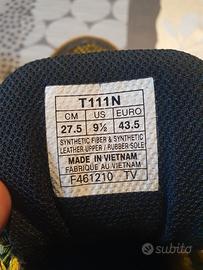 T111N
CM US EURO
27.5 9½ 43.5
SYNTHETIC FIBER & SYNTHETIC
LEATHER UPPER / RUBBER SOLE
MADE IN VIETNAM
FABRIQUE AU VIETNAM
F461210 TV
subito